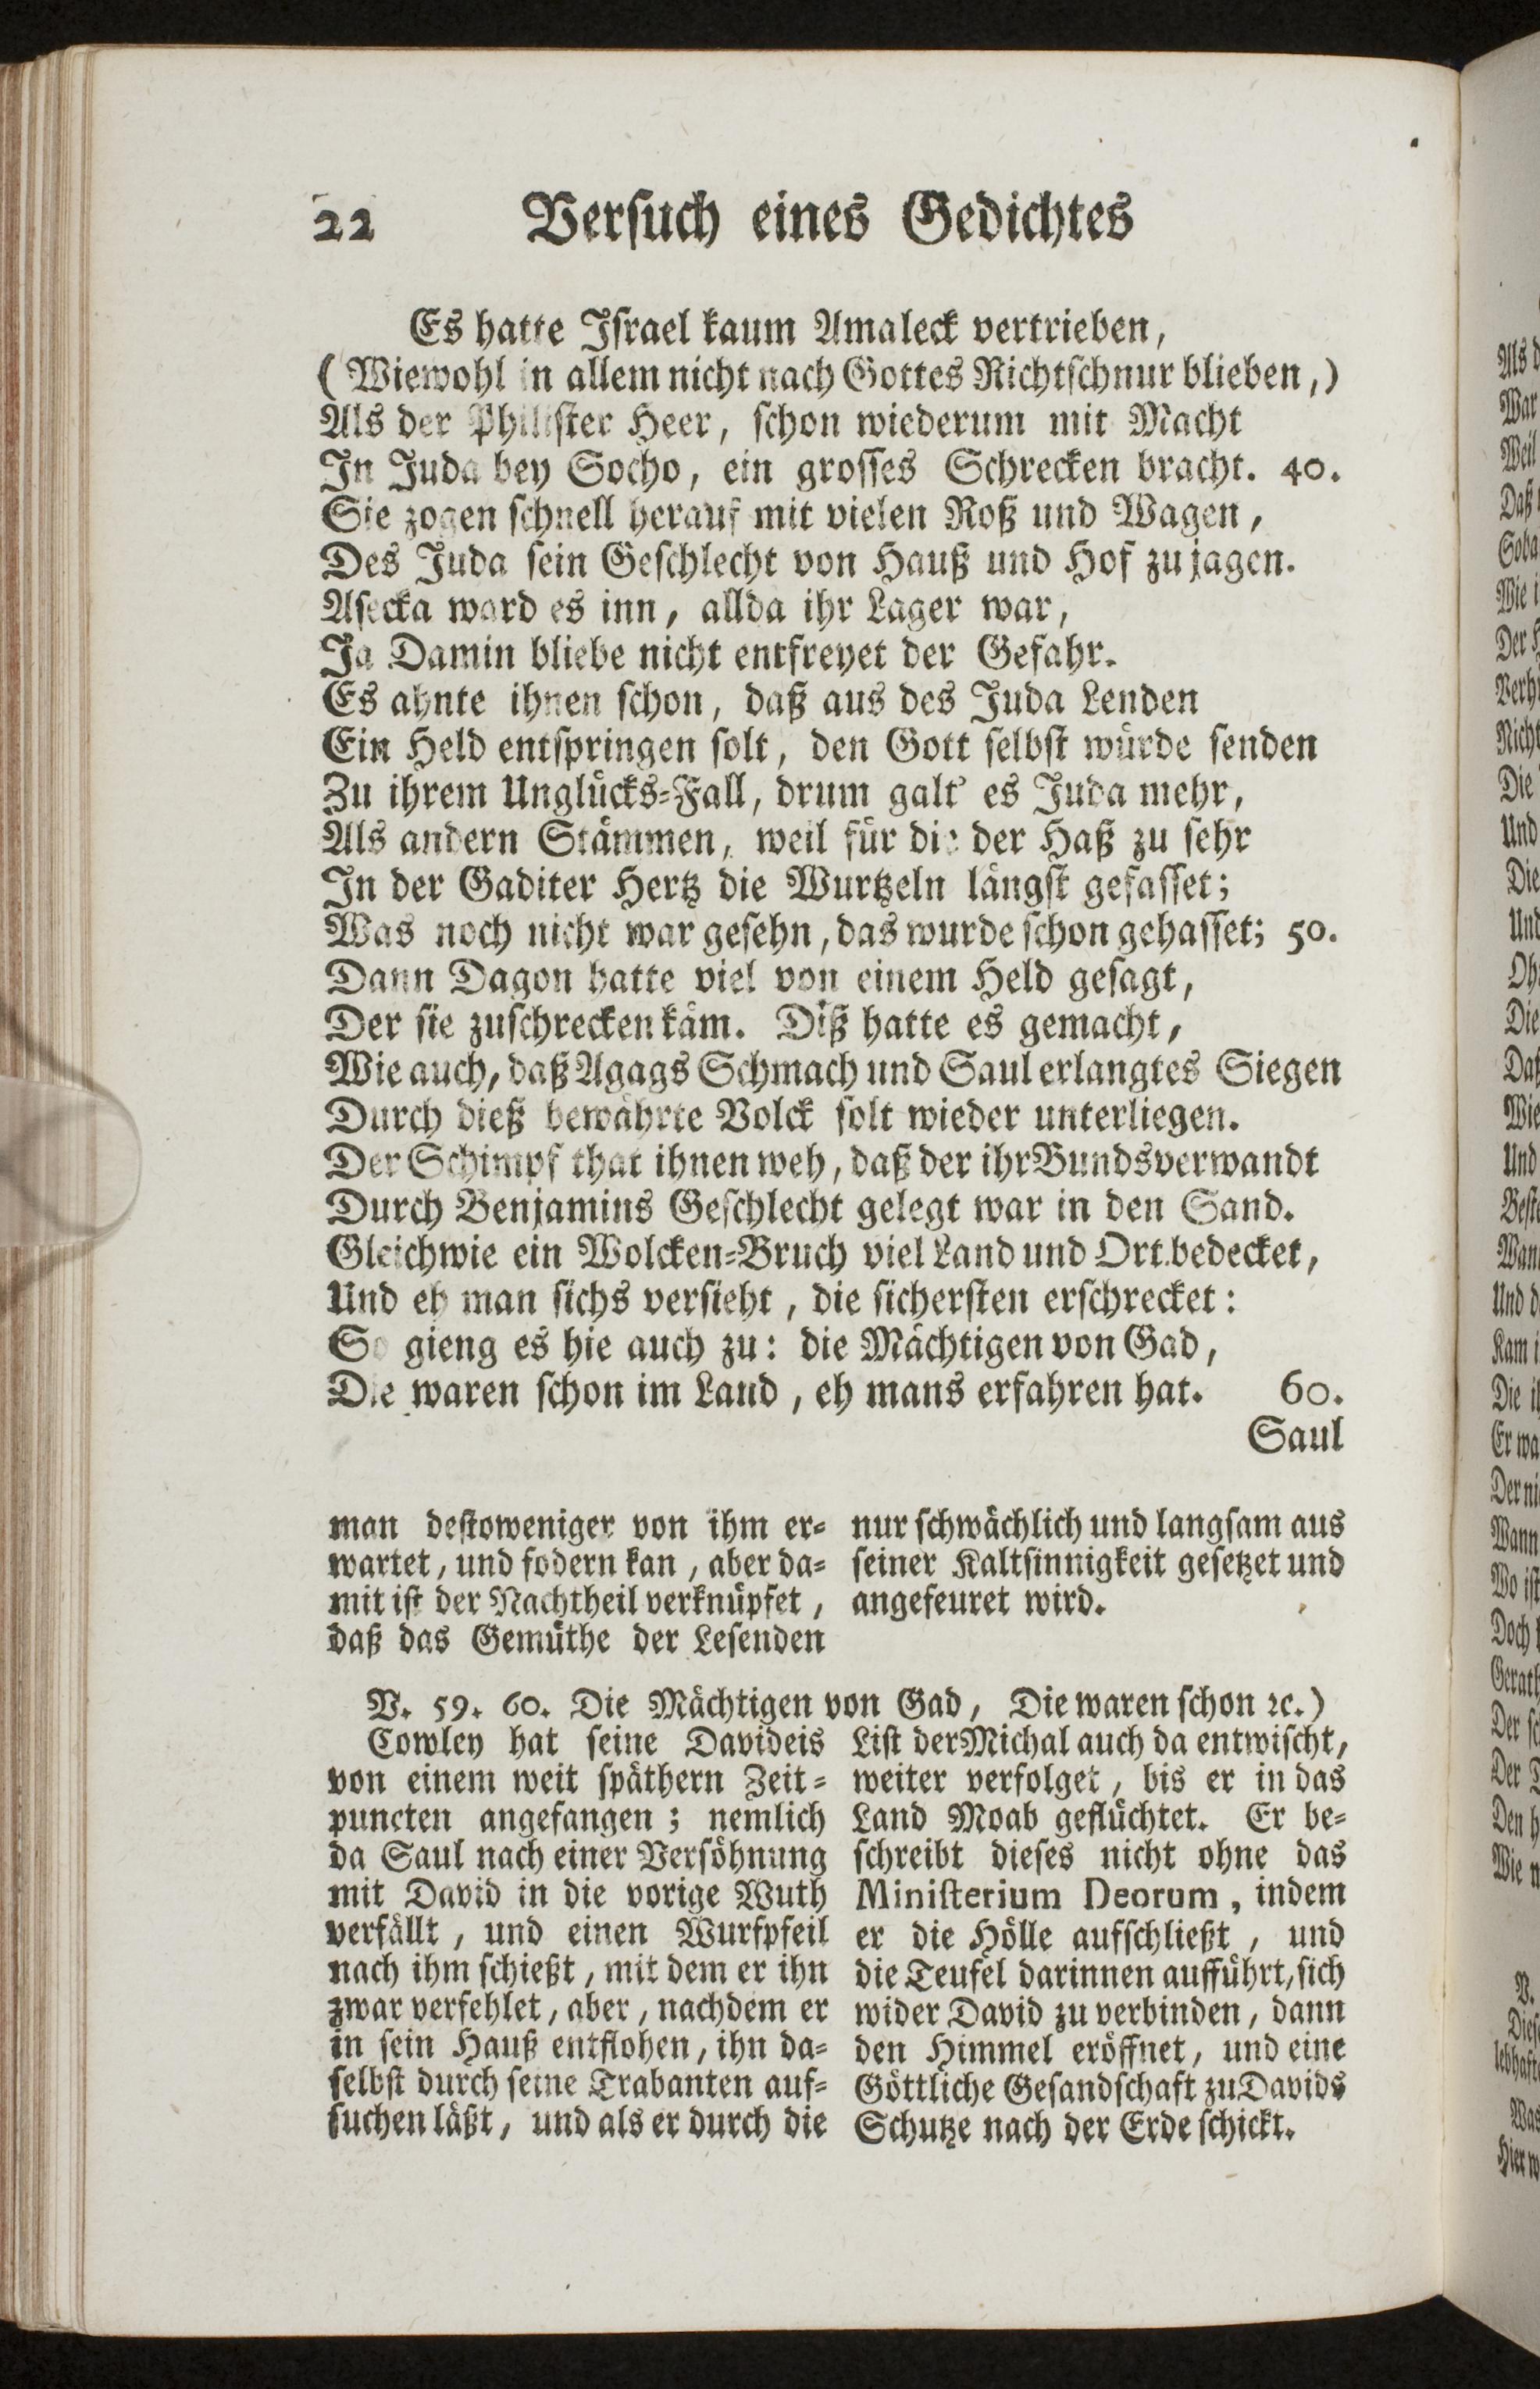 22 Versuch eines Gedichtes
Es hatte Israel kaum Amaleck vertrieben,
(Wiewohl in allem nicht nach Gottes Richtschnur blieben,)
Als der Philister Heer, schon wiederum mit Macht
In Juda bey Socho, ein grosses Schrecken bracht. 40.
Sie zogen schnell herauf mit vielen Roß und Wagen,
Des Juda sein Geschlecht von Hauß und Hof zu jagen.
Asecka ward es inn, allda ihr Lager war,
Ja Damin bliebe nicht entfreyet der Gefahr.
Es ahnte ihnen schon, daß aus des Juda Lenden
Ein Held entspringen solt, den Gott selbst würde senden
Zu ihrem Unglücks-Fall, drum galt' es Juda mehr,
Als andern Stämmen, weil für die der Haß zu sehr
In der Gaditer Hertz die Wurtzeln längst gefasset;
Was noch nicht war gesehn, das wurde schon gehasset; 50.
Dann Dagon hatte viel von einem Held gesagt,
Der sie zuschrecken käm. Diß hatte es gemacht,
Wie auch, daß Agags Schmach und Saul erlangtes Siegen
Durch dieß bewährte Volck solt wieder unterliegen.
Der Schimpf that ihnen weh, daß der ihr Bundsverwandt
Durch Benjamins Geschlecht gelegt war in den Sand.
Gleichwie ein Wolcken-Bruch viel Land und Ort bedecket,
Und eh man sichs versieht, die sichersten erschrecket:
So gieng es hie auch zu: die Mächtigen von Gad,
Die waren schon im Land, eh mans erfahren hat. 60.
Saul
man destoweniger von ihm er-
wartet, und fodern kan, aber da-
mit ist der Nachtheil verknüpfet,
daß das Gemüthe der Lesenden
nur schwächlich und langsam aus
seiner Kaltsinnigkeit gesetzet und
angefeuret wird.
V. 59. 60. Die Mächtigen von Gad, Die waren schon ꝛc.)
Cowley hat seine Davideis
von einem weit späthern Zeit-
puncten angefangen; nemlich
da Saul nach einer Versöhnung
mit David in die vorige Wuth
verfällt, und einen Wurfpfeil
nach ihm schießt, mit dem er ihn
zwar verfehlet, aber, nachdem er
in sein Hauß entflohen, ihn da-
selbst durch seine Trabanten auf-
suchen läßt, und als er durch die
List der Michal auch da entwischt,
weiter verfolget, bis er in das
Land Moab geflüchtet. Er be-
schreibt dieses nicht ohne das
Ministerium Deorum, indem
er die Hölle aufschließt, und
die Teufel darinnen aufführt, sich
wider David zu verbinden, dann
den Himmel eröffnet, und eine
Göttliche Gesandschaft zu Davids
Schutze nach der Erde schickt.